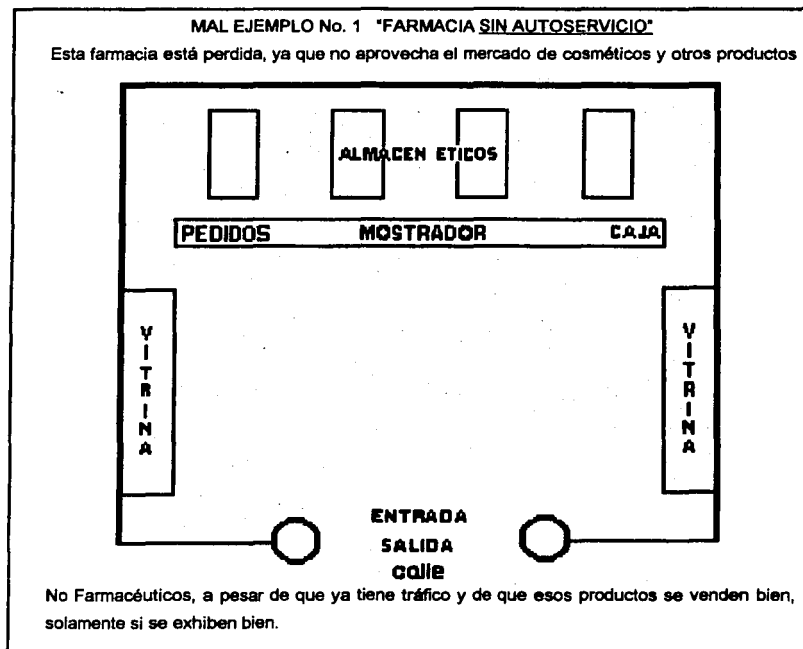 MAL EJEMPLO No. 1 "FARMACIA SIN AUTOSERVICIO"
Esta farmacia está perdida, ya que no aprovecha el mercado de cosméticos y otros productos
ALMACEN ETICOS
PEDIDOS MOSTRADOR CAJA
VITRINA
VITRINA
ENTRADA
SALIDA
calle
No Farmacéuticos, a pesar de que ya tiene tráfico y de que esos productos se venden bien,
solamente si se exhiben bien.